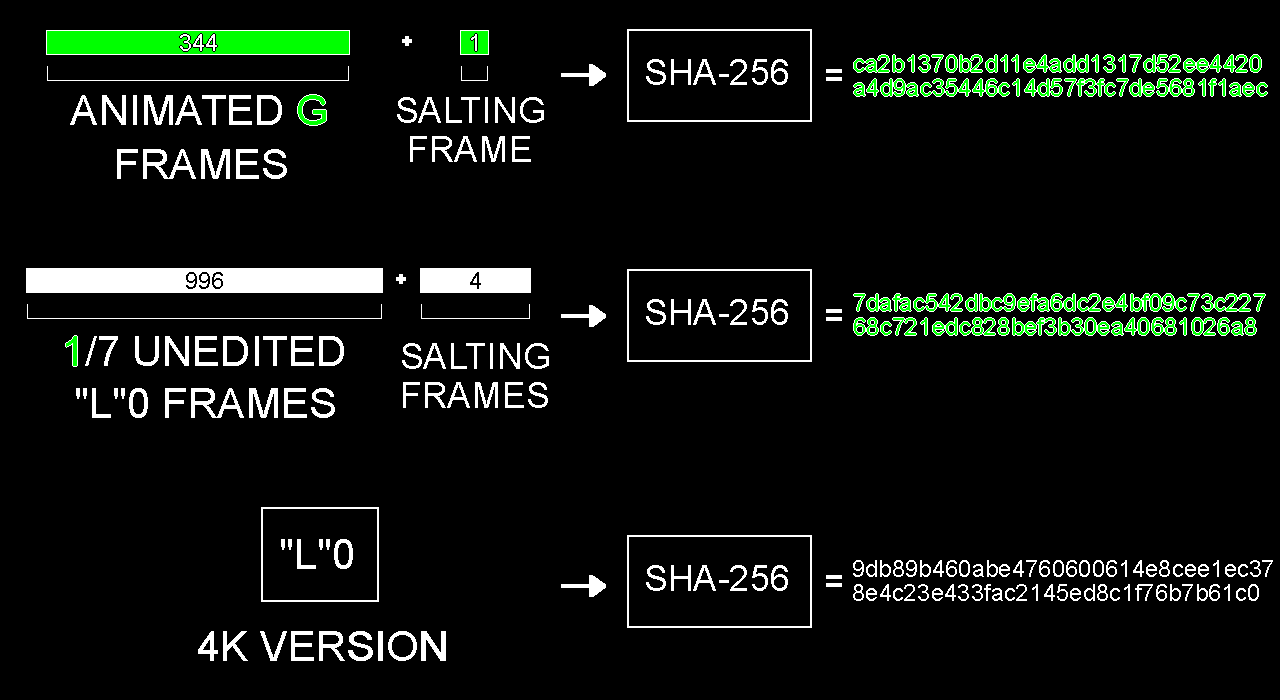 344 + 1
ANIMATED G
FRAMES
SALTING
FRAME
SHA-256
= ca2b1370b2d11e4add1317d52ee4420
a4d9ac35446c14d57f3fc7de5681f1aec
996 + 4
1/7 UNEDITED
"L"0 FRAMES
SALTING
FRAMES
SHA-256
= 7dafac542dbc9efa6dc2e4bf09c73c227
68c721edc828bef3b30ea40681026a8
"L"0
4K VERSION
SHA-256
= 9db89b460abe4760600614e8cee1ec37
8e4c23e433fac2145ed8c1f76b7b61c0